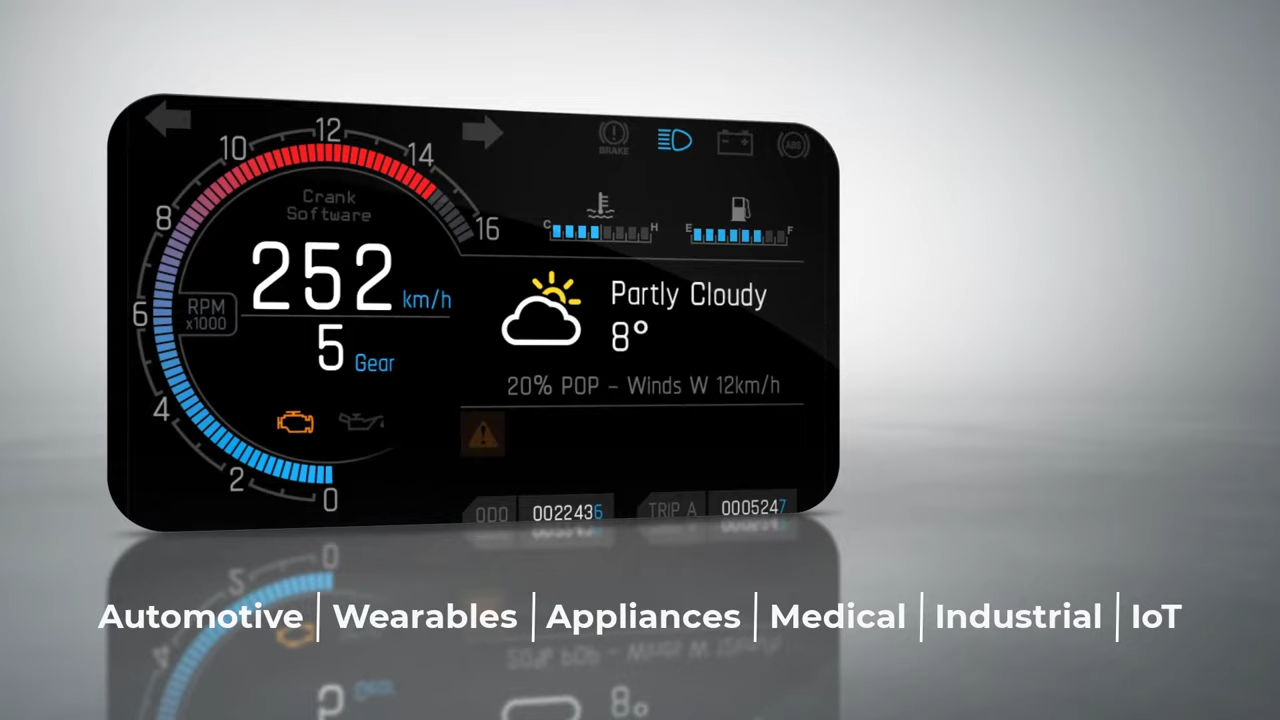 12
10
14
8
16
6
4
2
0
Crank
Software
252 km/h
RPM
x1000
5 Gear
BRAKE
ABS
C H
E F
Partly Cloudy
8°
20% POP - Winds W 12km/h
ODO 0022436
TRIP A 0005247
Automotive | Wearables | Appliances | Medical | Industrial | IoT